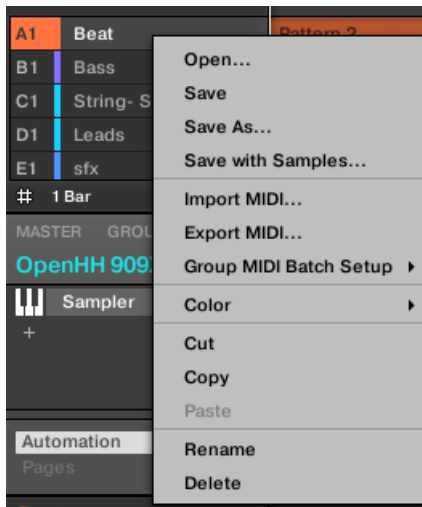 A1 Beat
Pattern 2
B1 Bass
C1 String- S
D1 Leads
E1 sfx
1 Bar
MASTER GROU
OpenHH 909
Sampler
+
Automation
Pages
Open...
Save
Save As...
Save with Samples...
Import MIDI...
Export MIDI...
Group MIDI Batch Setup
Color
Cut
Copy
Paste
Rename
Delete